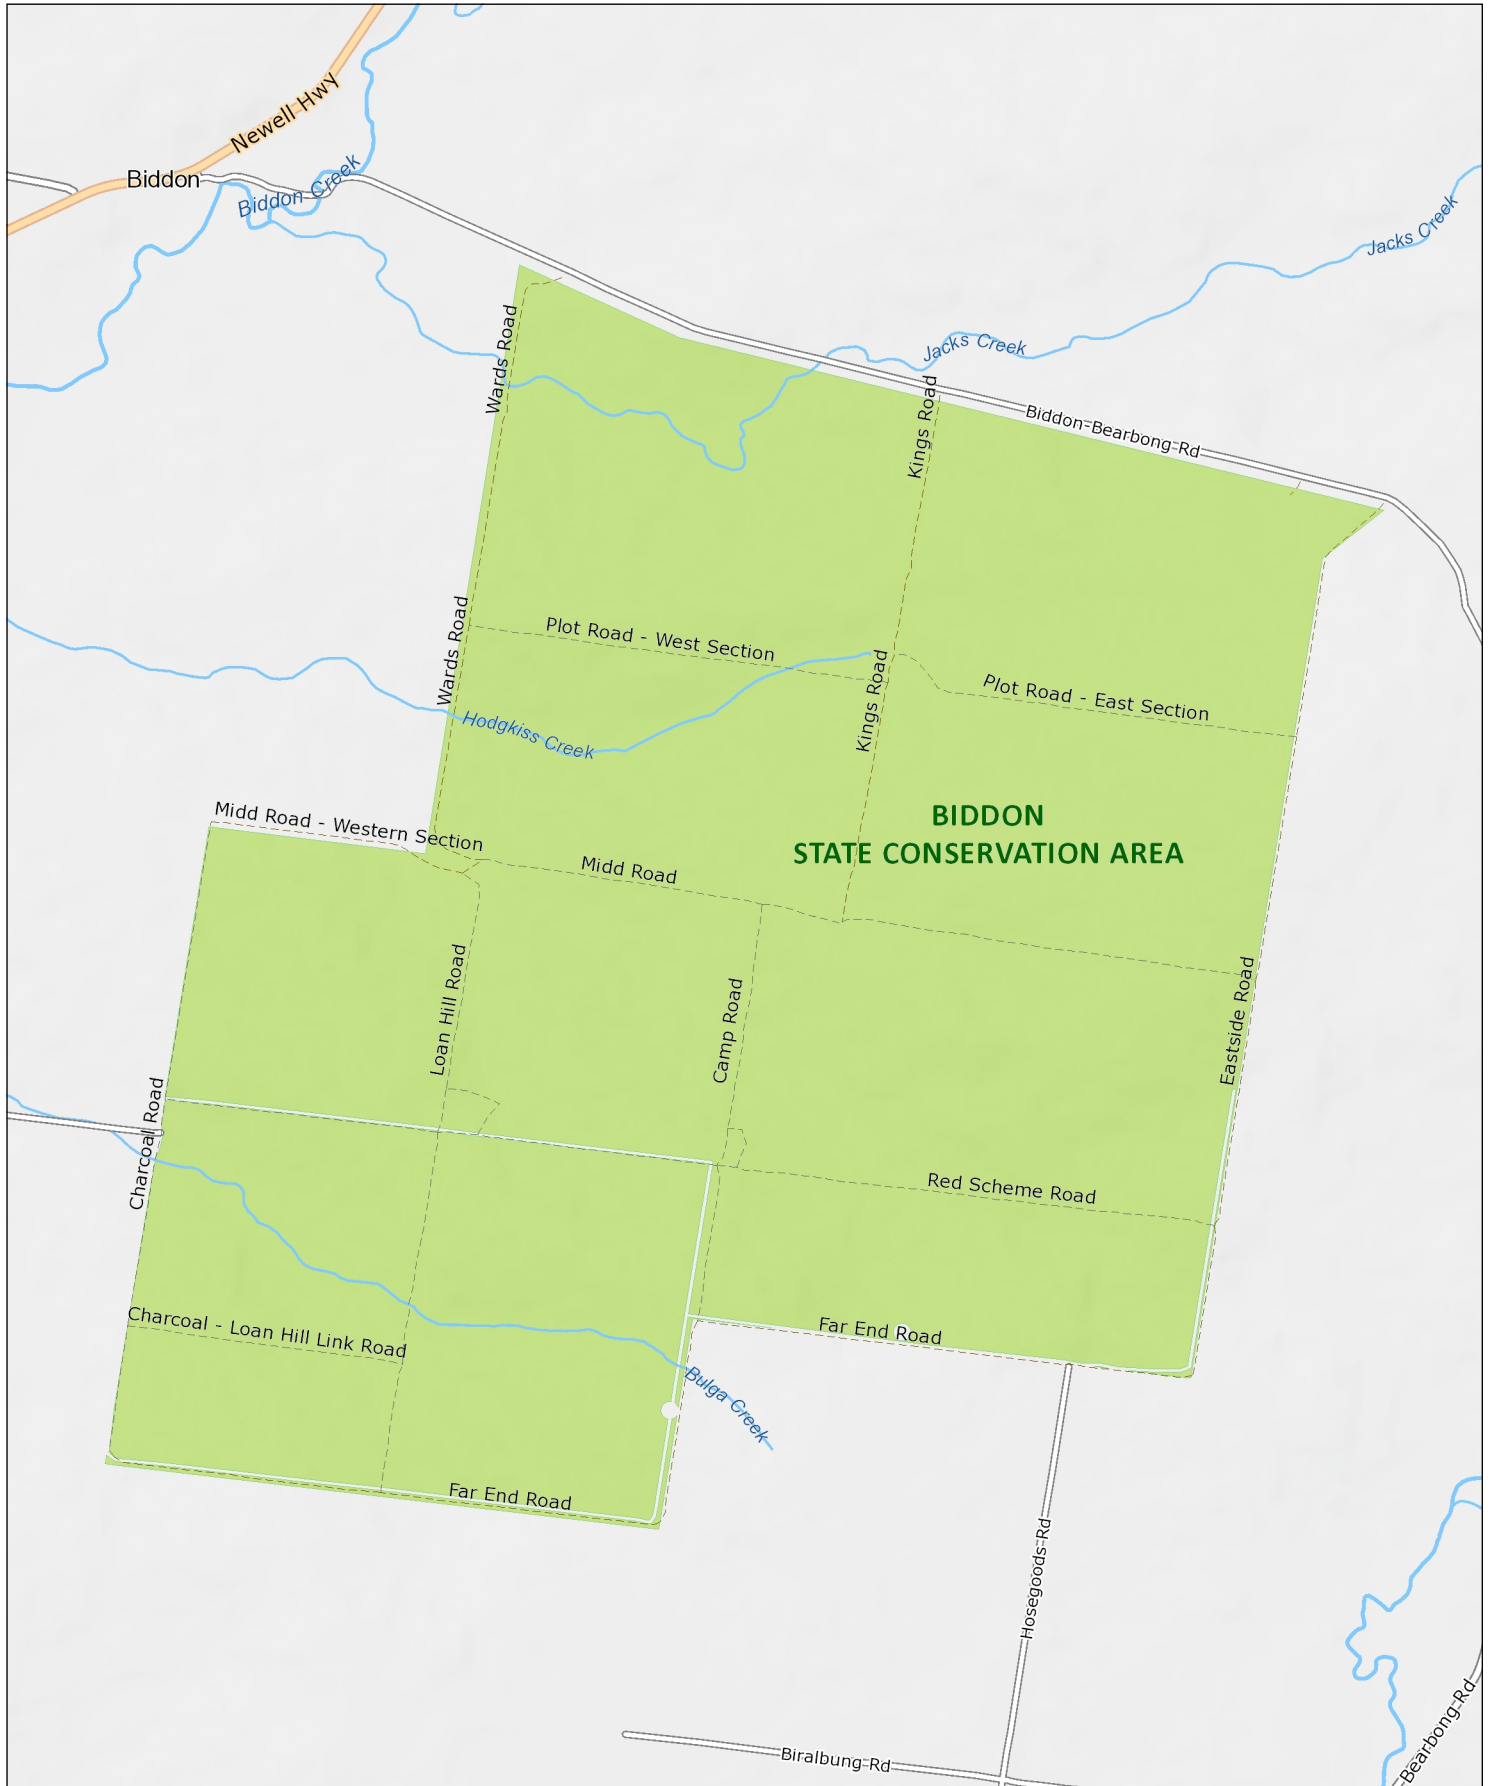 Newell Hwy
Biddon
Biddon Creek
Jacks Creek
Wards Road
Jacks Creek
Kings Road
Biddon-Bearbong Rd
Wards Road
Plot Road - West Section
Kings Road
Plot Road - East Section
Hodgkiss Creek
Midd Road - Western Section
BIDDON
STATE CONSERVATION AREA
Midd Road
Loan Hill Road
Camp Road
Eastside Road
Charcoal Road
Red Scheme Road
Charcoal - Loan Hill Link Road
Far End Road
Bulga Creek
Far End Road
Hosegoods Rd
Biralbung Rd
Bearbong Rd